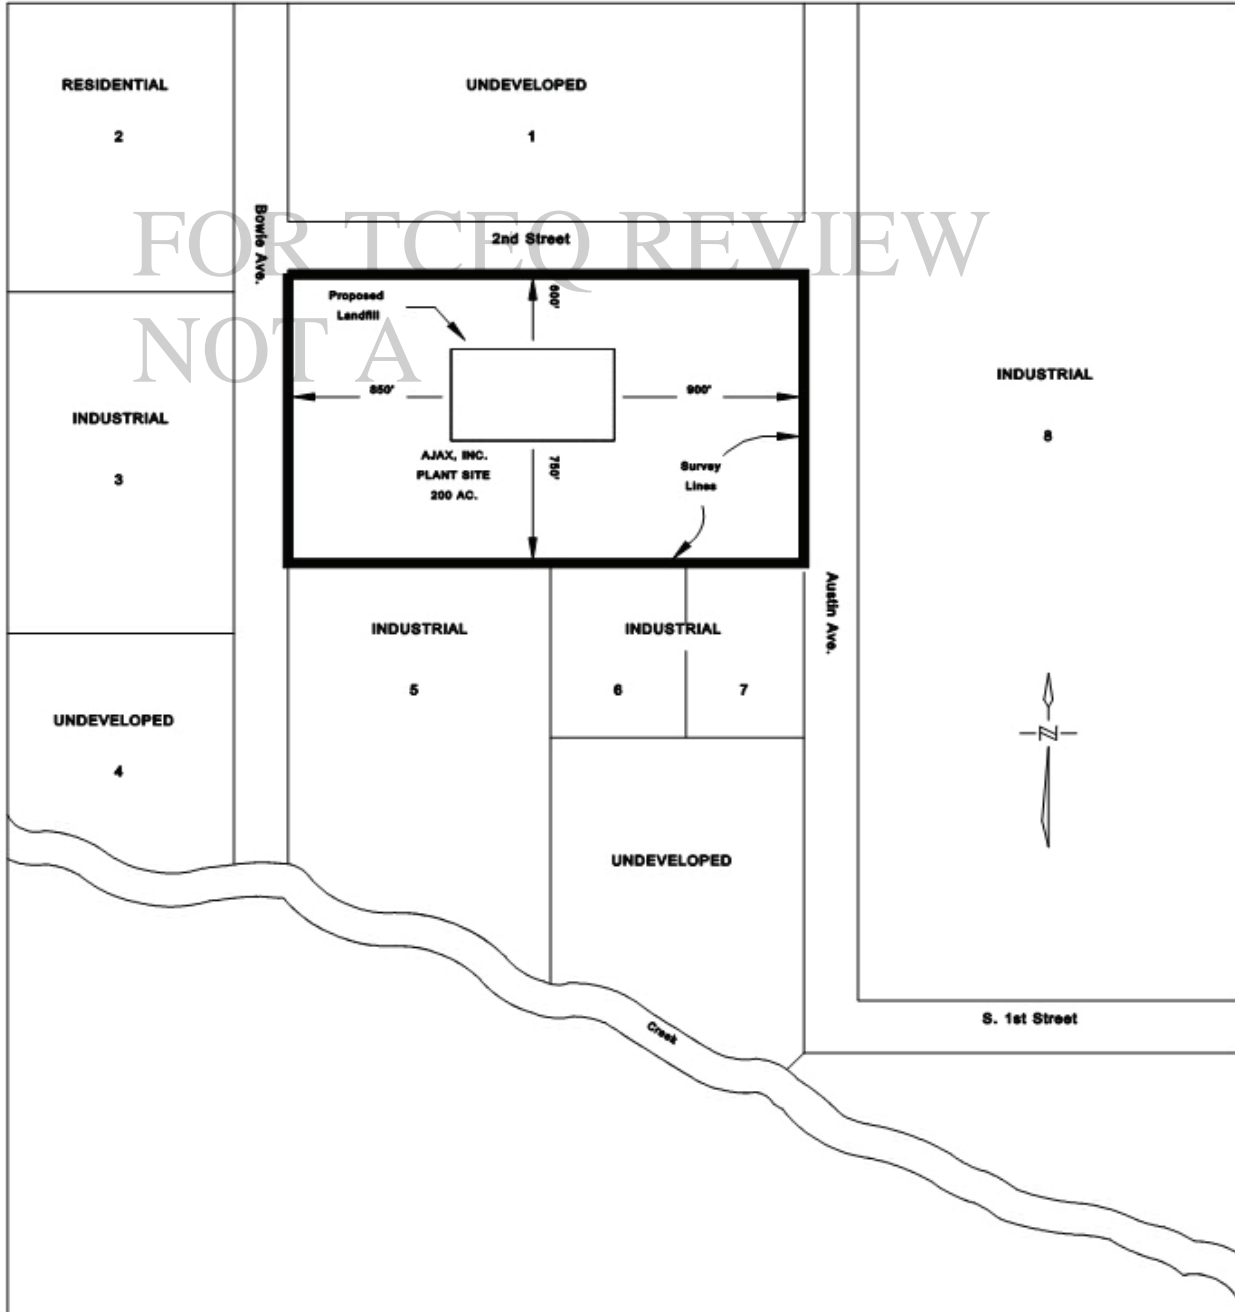 RESIDENTIAL
2
UNDEVELOPED
1
Bowie Ave.
FOR TCEQ REVIEW
2nd Street
NOT A
Proposed
Landfill
600'
850'
900'
INDUSTRIAL
8
INDUSTRIAL
3
AJAX, INC.
PLANT SITE
200 AC.
750'
Survey
Lines
Austin Ave.
INDUSTRIAL
5
INDUSTRIAL
6
7
UNDEVELOPED
4
N
UNDEVELOPED
S. 1st Street
Creek